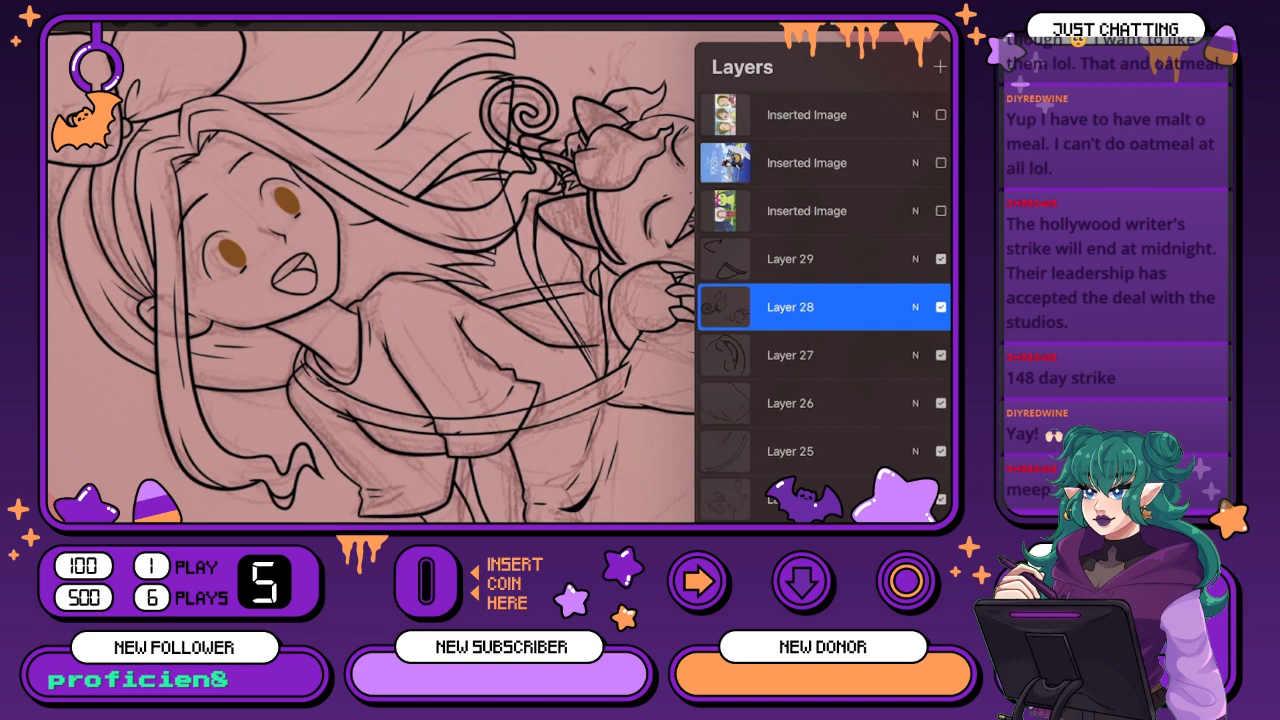 JUST CHATTING
though 🥺 I want to like
them lol. That and oatmeal.
DIYREDWINE
Yup I have to have malt o
meal. I can't do oatmeal at
all lol.
The hollywood writer's
strike will end at midnight.
Their leadership has
accepted the deal with the
studios.
148 day strike
DIYREDWINE
Yay! 🙌🏻
meep
Layers
Inserted Image N
Inserted Image N
Inserted Image N
Layer 29 N
Layer 28 N
Layer 27 N
Layer 26 N
Layer 25 N
100 1 PLAY
500 6 PLAYS
5
INSERT
COIN
HERE
NEW FOLLOWER
proficien8
NEW SUBSCRIBER
NEW DONOR